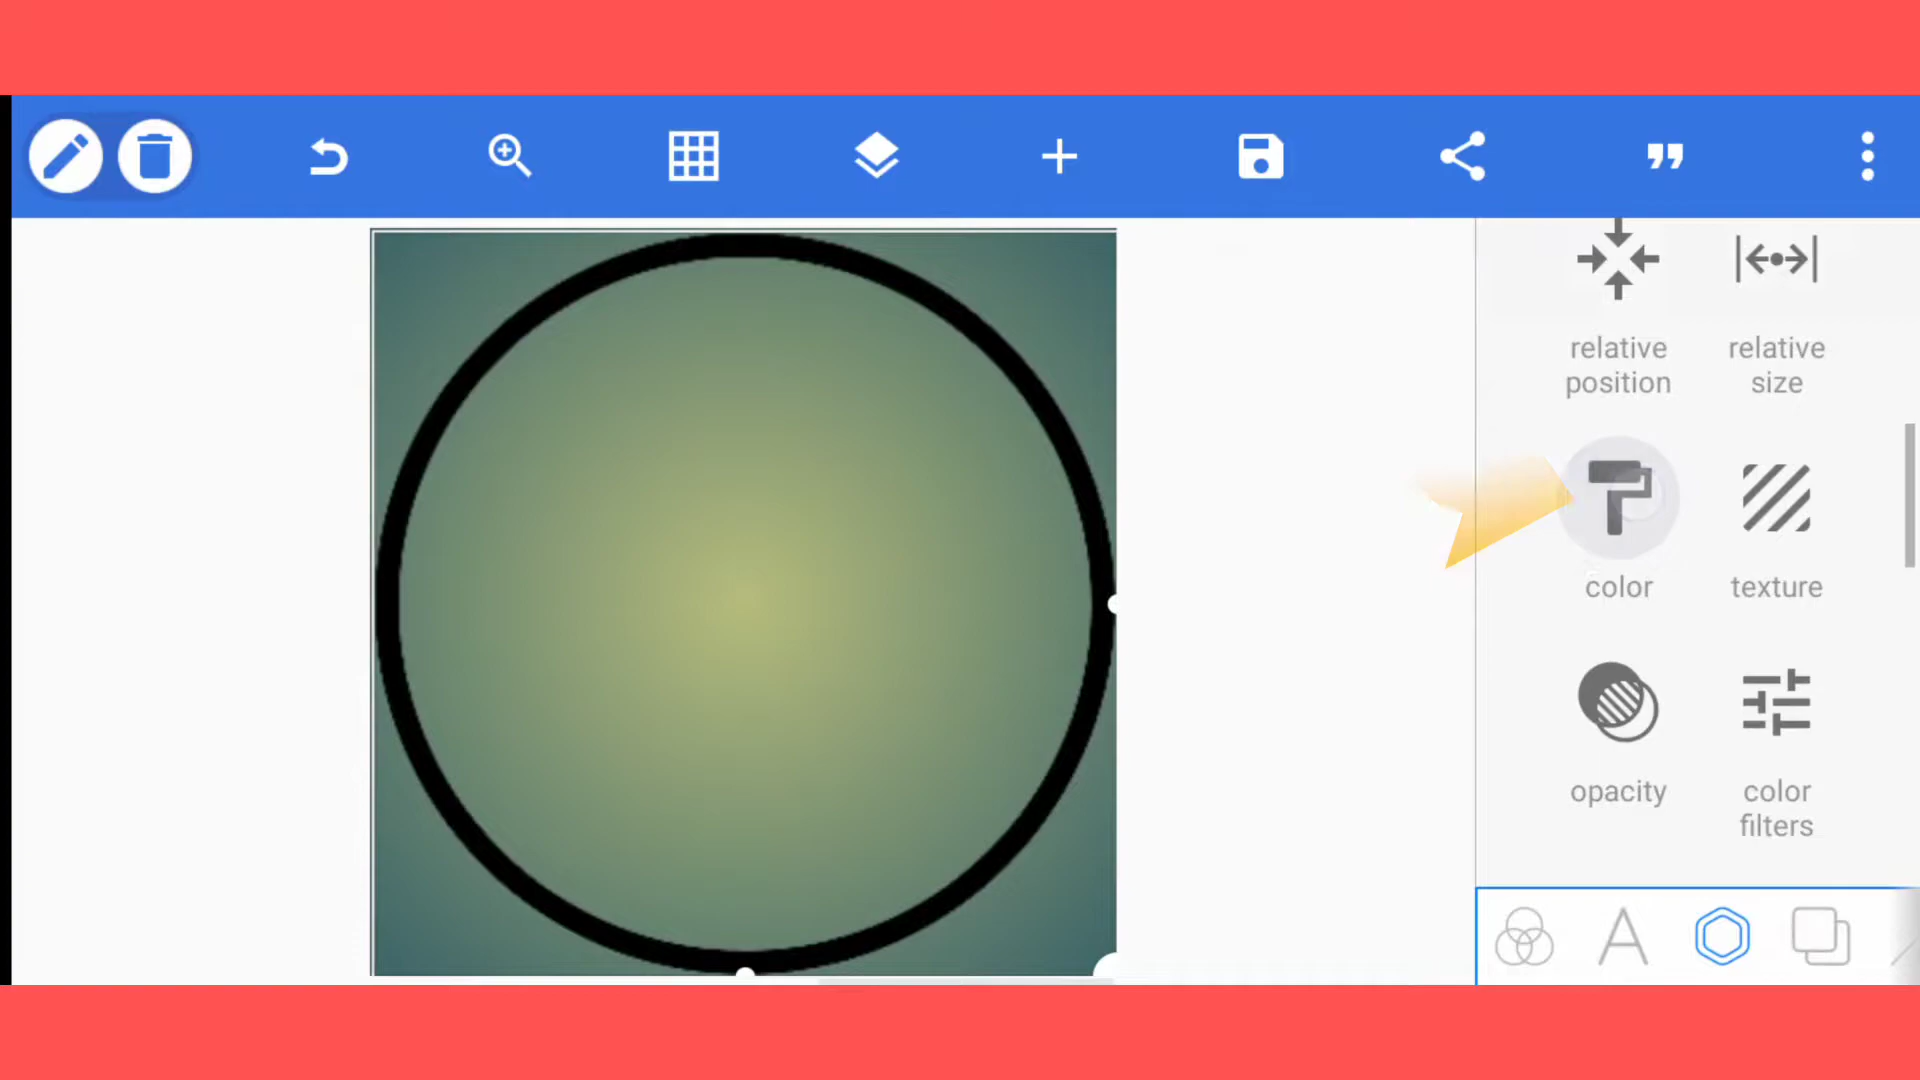 relative
position
relative
size
color
texture
opacity
color
filters